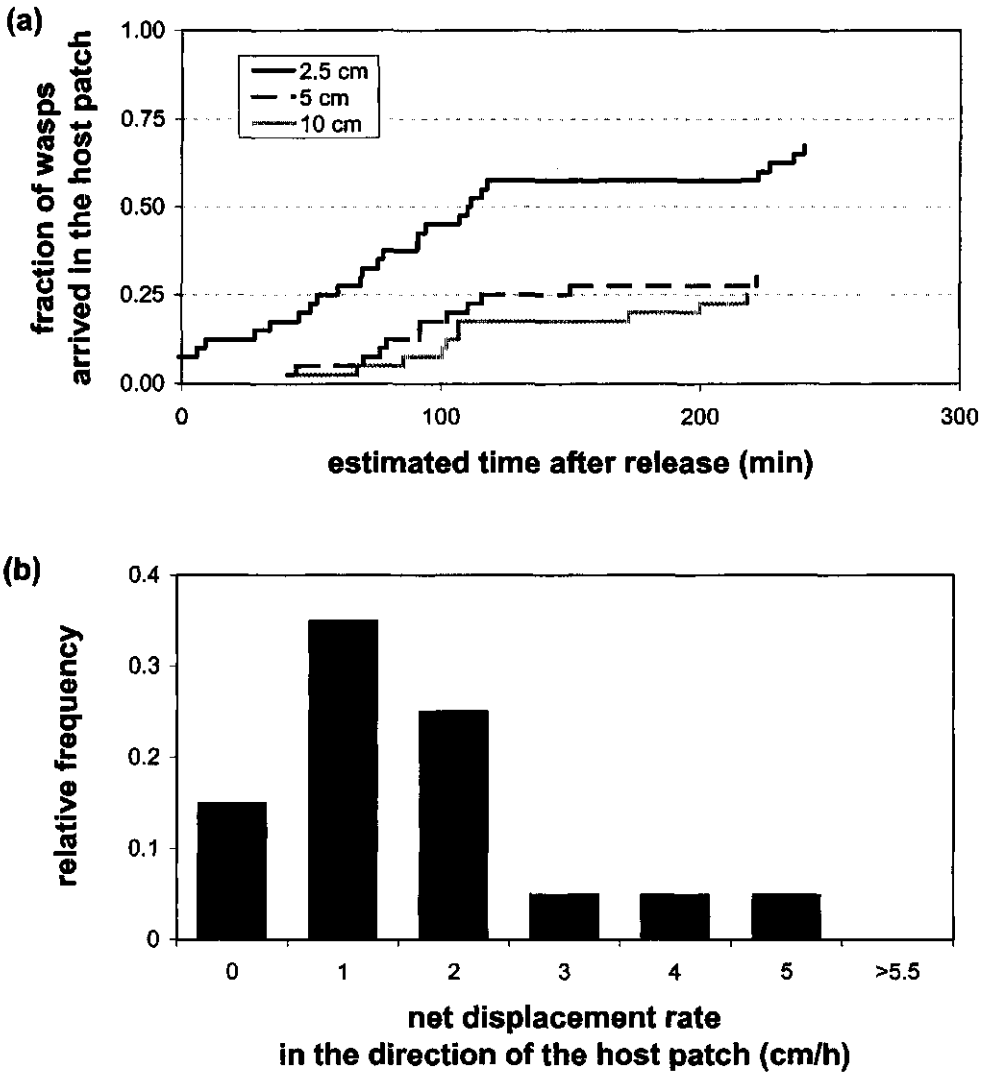 (a)
1.00
0.75
0.50
0.25
0.00
fraction of wasps
arrived in the host patch
2.5 cm
5 cm
10 cm
0
100
200
300
estimated time after release (min)
(b)
0.4
0.3
0.2
0.1
0
relative frequency
0
1
2
3
4
5
>5.5
net displacement rate
in the direction of the host patch (cm/h)